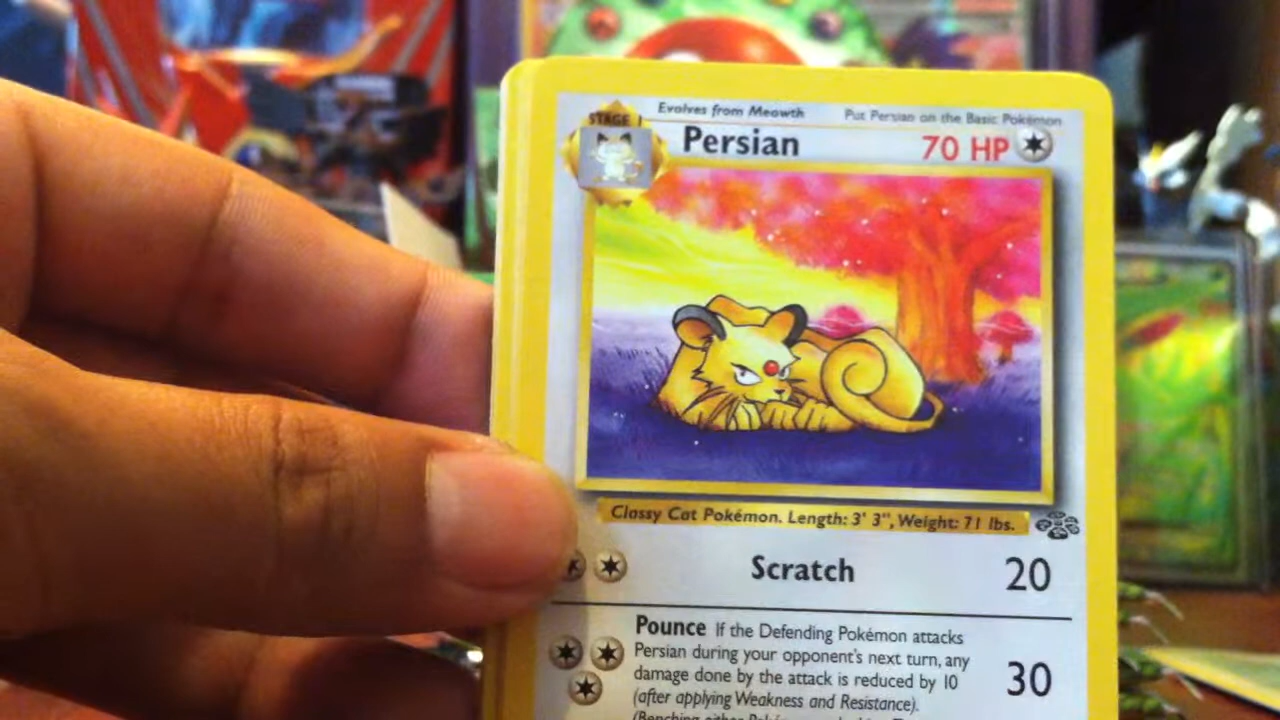 Evolves from Meowth
Put Persian on the Basic Pokémon
STAGE 1
Persian
70 HP
Classy Cat Pokémon. Length: 3' 3", Weight: 71 lbs.
Scratch
20
Pounce If the Defending Pokémon attacks
Persian during your opponent's next turn, any
damage done by the attack is reduced by 10
(after applying Weakness and Resistance).
30
(Benching either